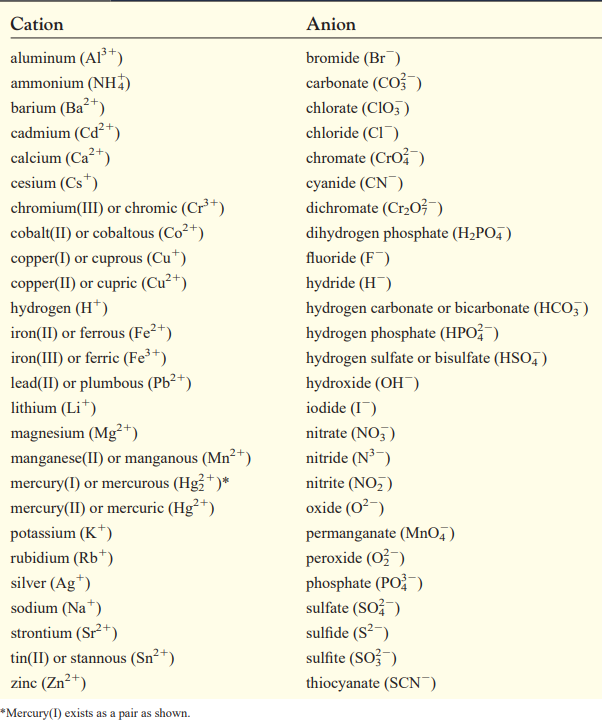 Cation Anion
aluminum (Al³⁺) bromide (Br⁻)
ammonium (NH₄⁺) carbonate (CO₃²⁻)
barium (Ba²⁺) chlorate (ClO₃⁻)
cadmium (Cd²⁺) chloride (Cl⁻)
calcium (Ca²⁺) chromate (CrO₄²⁻)
cesium (Cs⁺) cyanide (CN⁻)
chromium(III) or chromic (Cr³⁺) dichromate (Cr₂O₇²⁻)
cobalt(II) or cobaltous (Co²⁺) dihydrogen phosphate (H₂PO₄⁻)
copper(I) or cuprous (Cu⁺) fluoride (F⁻)
copper(II) or cupric (Cu²⁺) hydride (H⁻)
hydrogen (H⁺) hydrogen carbonate or bicarbonate (HCO₃⁻)
iron(II) or ferrous (Fe²⁺) hydrogen phosphate (HPO₄²⁻)
iron(III) or ferric (Fe³⁺) hydrogen sulfate or bisulfate (HSO₄⁻)
lead(II) or plumbous (Pb²⁺) hydroxide (OH⁻)
lithium (Li⁺) iodide (I⁻)
magnesium (Mg²⁺) nitrate (NO₃⁻)
manganese(II) or manganous (Mn²⁺) nitride (N³⁻)
mercury(I) or mercurous (Hg₂²⁺)* nitrite (NO₂⁻)
mercury(II) or mercuric (Hg²⁺) oxide (O²⁻)
potassium (K⁺) permanganate (MnO₄⁻)
rubidium (Rb⁺) peroxide (O₂²⁻)
silver (Ag⁺) phosphate (PO₄³⁻)
sodium (Na⁺) sulfate (SO₄²⁻)
strontium (Sr²⁺) sulfide (S²⁻)
tin(II) or stannous (Sn²⁺) sulfite (SO₃²⁻)
zinc (Zn²⁺) thiocyanate (SCN⁻)
*Mercury(I) exists as a pair as shown.